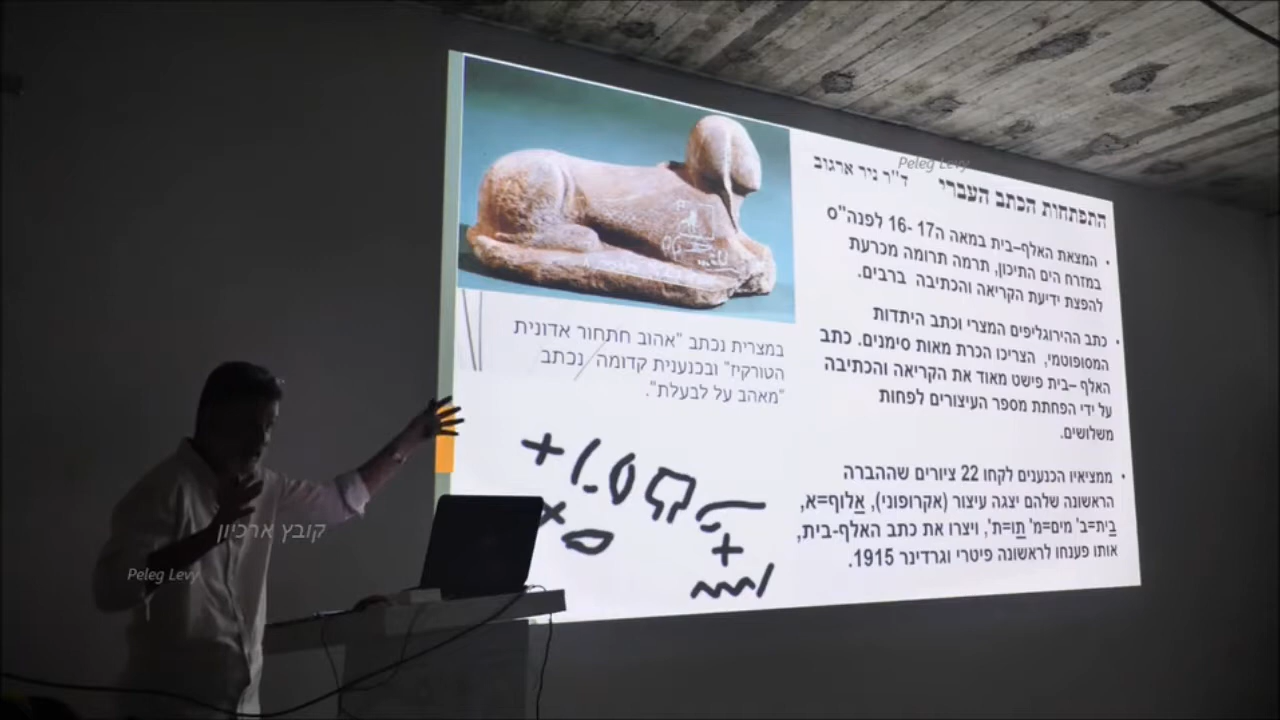 Peleg Levy
התפתחות הכתב העברי ד"ר ניר ארגוב
המצאת האלף–בית במאה ה17 -16 לפנה"ס
במזרח הים התיכון, תרמה תרומה מכרעת
להפצת ידיעת הקריאה והכתיבה ברבים.
כתב ההירוגליפים המצרי וכתב היתדות
המסופוטמי, הצריכו הכרת מאות סימנים. כתב
האלף –בית פישט מאוד את הקריאה והכתיבה
על ידי הפחתת מספר העיצורים לפחות
משלושים.
ממציאיו הכנענים לקחו 22 ציורים שההברה
הראשונה שלהם יצגה עיצור (אקרופוני), אלוף=א,
בית=ב' מים=מ' תו=ת', ויצרו את כתב האלף-בית,
אותו פענחו לראשונה פיטרי וגרדינר 1915.
במצרית נכתב "אהוב חתחור אדונית
הטורקיז" ובכנענית קדומה נכתב
"מאהב על לבעלת".
קובץ ארכיון
Peleg Levy